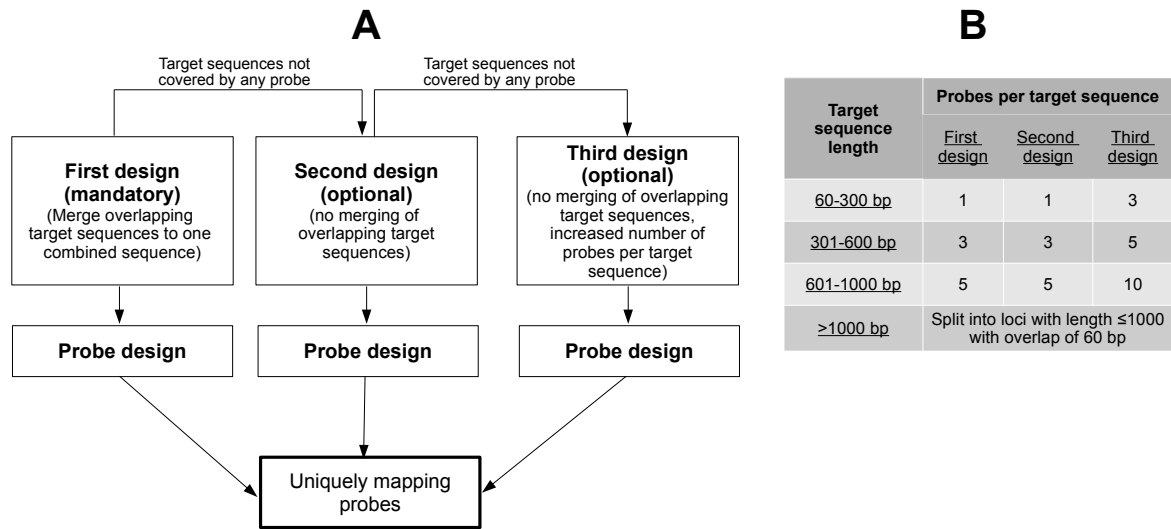 A
B
Target sequences not
covered by any probe
Target sequences not
covered by any probe
First design
(mandatory)
(Merge overlapping
target sequences to one
combined sequence)
Second design
(optional)
(no merging of
overlapping target
sequences)
Third design
(optional)
(no merging of overlapping
target sequences,
increased number of
probes per target
sequence)
Probe design
Probe design
Probe design
Uniquely mapping
probes
Target
sequence
length
Probes per target sequence
First
design
Second
design
Third
design
60-300 bp 1 1 3
301-600 bp 3 3 5
601-1000 bp 5 5 10
>1000 bp
Split into loci with length ≤1000
with overlap of 60 bp